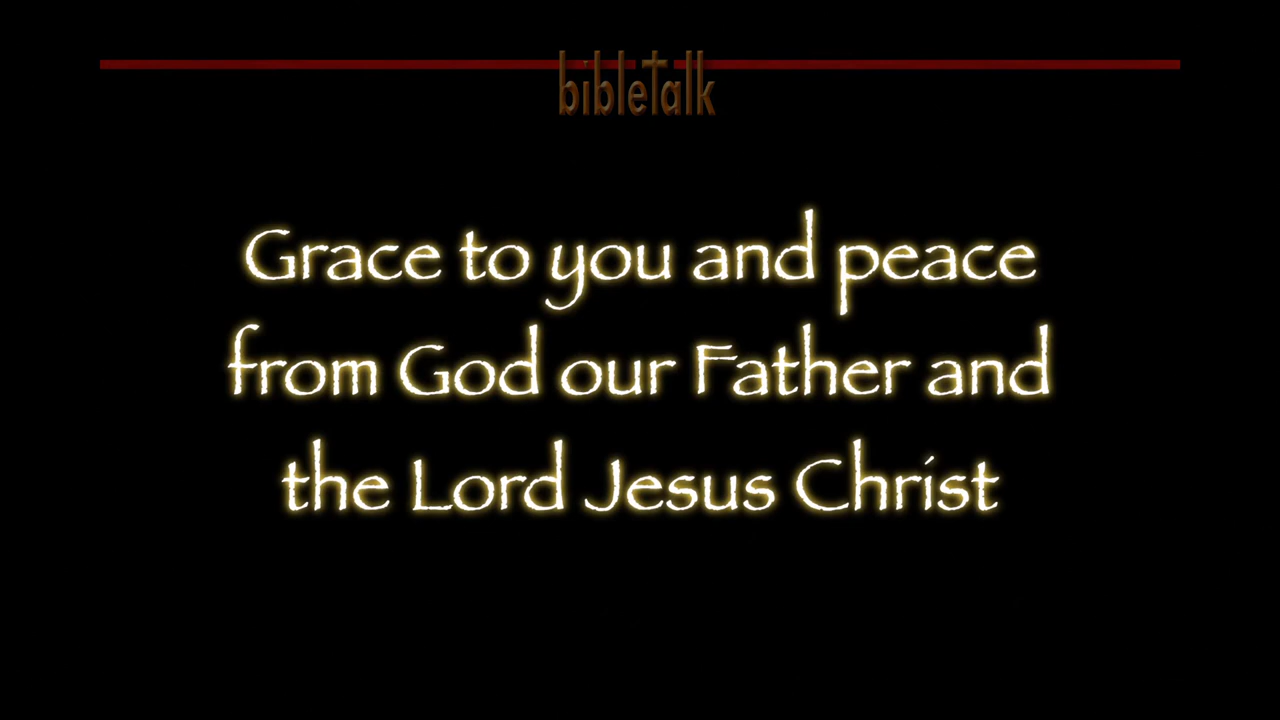 bibleTalk
Grace to you and peace
from God our Father and
the Lord Jesus Christ